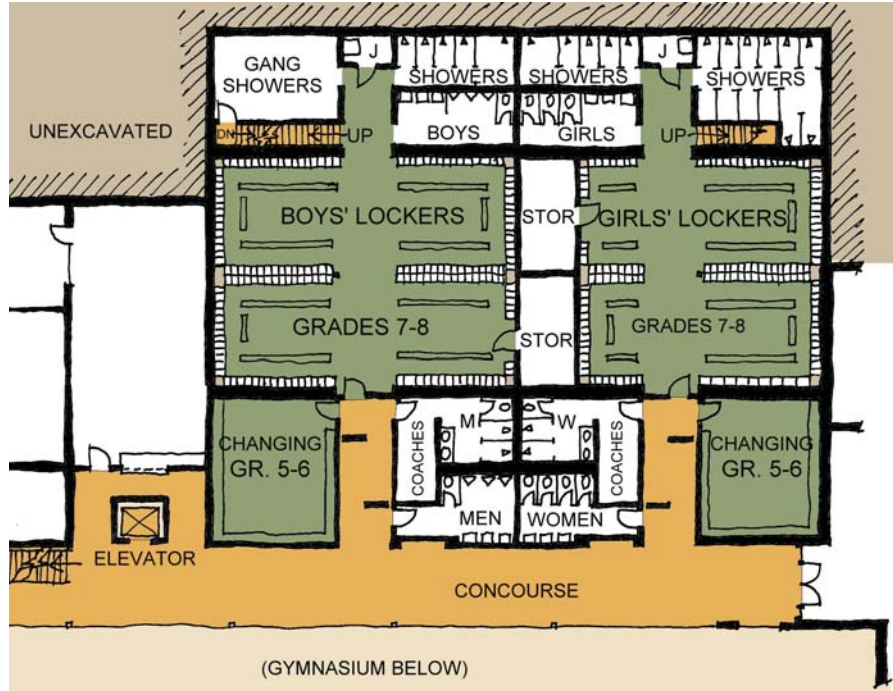 GANG
SHOWERS
J
SHOWERS
SHOWERS
J
SHOWERS
UNEXCAVATED
DN
UP
BOYS
GIRLS
UP
BOYS' LOCKERS
STOR
GIRLS' LOCKERS
GRADES 7-8
STOR
GRADES 7-8
CHANGING
GR. 5-6
COACHES
M
W
COACHES
CHANGING
GR. 5-6
MEN
WOMEN
ELEVATOR
CONCOURSE
(GYMNASIUM BELOW)